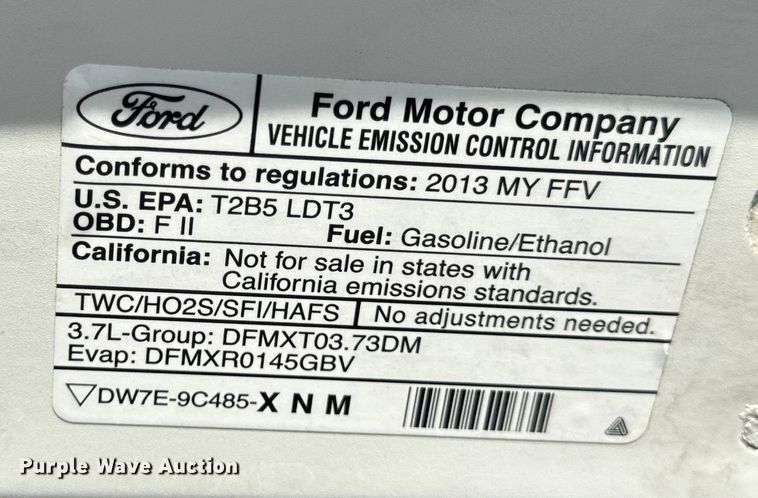 Ford
Ford Motor Company
VEHICLE EMISSION CONTROL INFORMATION
Conforms to regulations: 2013 MY FFV
U.S. EPA: T2B5 LDT3
OBD: F II Fuel: Gasoline/Ethanol
California: Not for sale in states with
California emissions standards.
TWC/HO2S/SFI/HAFS No adjustments needed.
3.7L-Group: DFMXT03.73DM
Evap: DFMXR0145GBV
DW7E-9C485-X N M
Purple Wave Auction